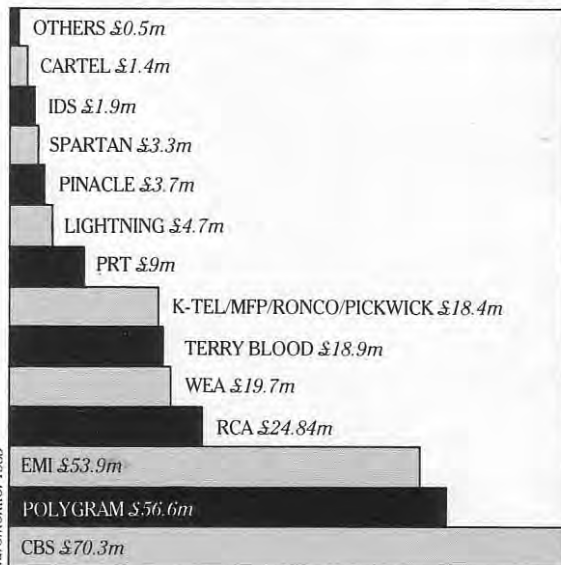 OTHERS £0.5m
CARTEL £1.4m
IDS £1.9m
SPARTAN £3.3m
PINACLE £3.7m
LIGHTNING £4.7m
PRT £9m
K-TEL/MFP/RONCO/PICKWICK £18.4m
TERRY BLOOD £18.9m
WEA £19.7m
RCA £24.84m
EMI £53.9m
POLYGRAM £56.6m
CBS £70.3m